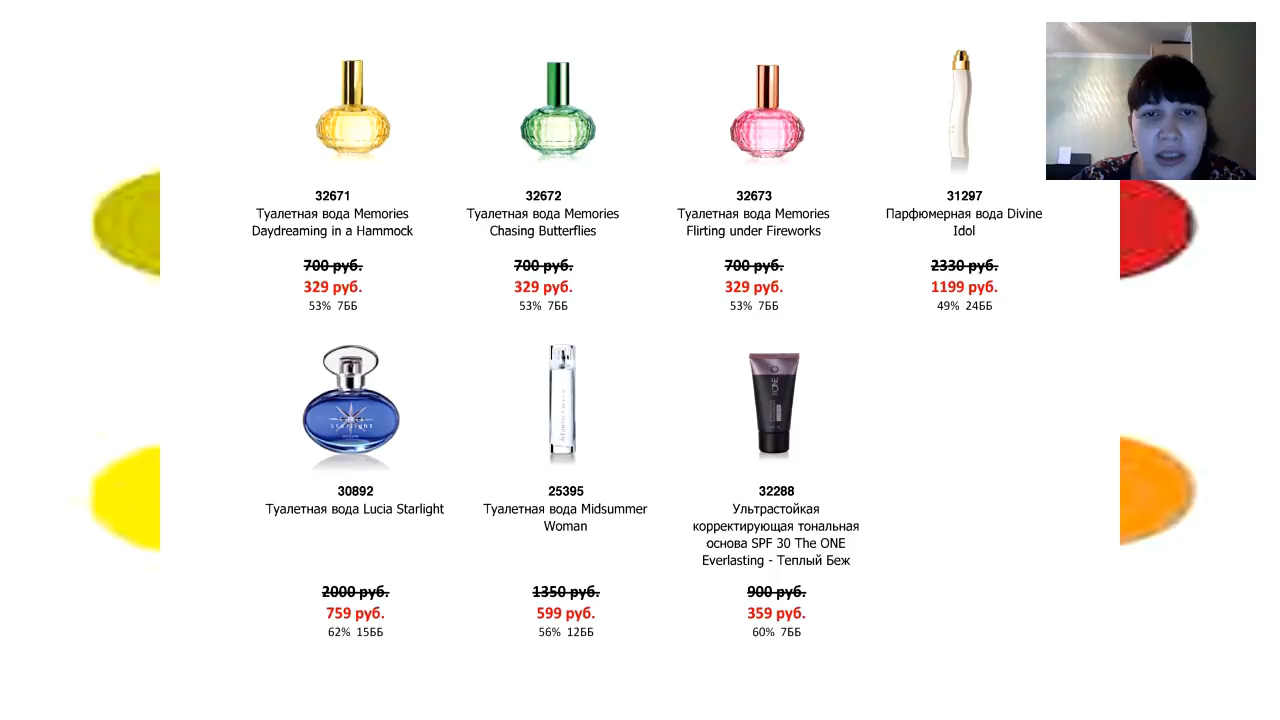 32671
Туалетная вода Memories
Daydreaming in a Hammock
700 руб.
329 руб.
53% 7ББ
32672
Туалетная вода Memories
Chasing Butterflies
700 руб.
329 руб.
53% 7ББ
32673
Туалетная вода Memories
Flirting under Fireworks
700 руб.
329 руб.
53% 7ББ
31297
Парфюмерная вода Divine
Idol
2330 руб.
1199 руб.
49% 24ББ
Starlight
30892
Туалетная вода Lucia Starlight
2000 руб.
759 руб.
62% 15ББ
25395
Туалетная вода Midsummer
Woman
1350 руб.
599 руб.
56% 12ББ
32288
Ультрастойкая
корректирующая тональная
основа SPF 30 The ONE
Everlasting - Теплый Беж
900 руб.
359 руб.
60% 7ББ